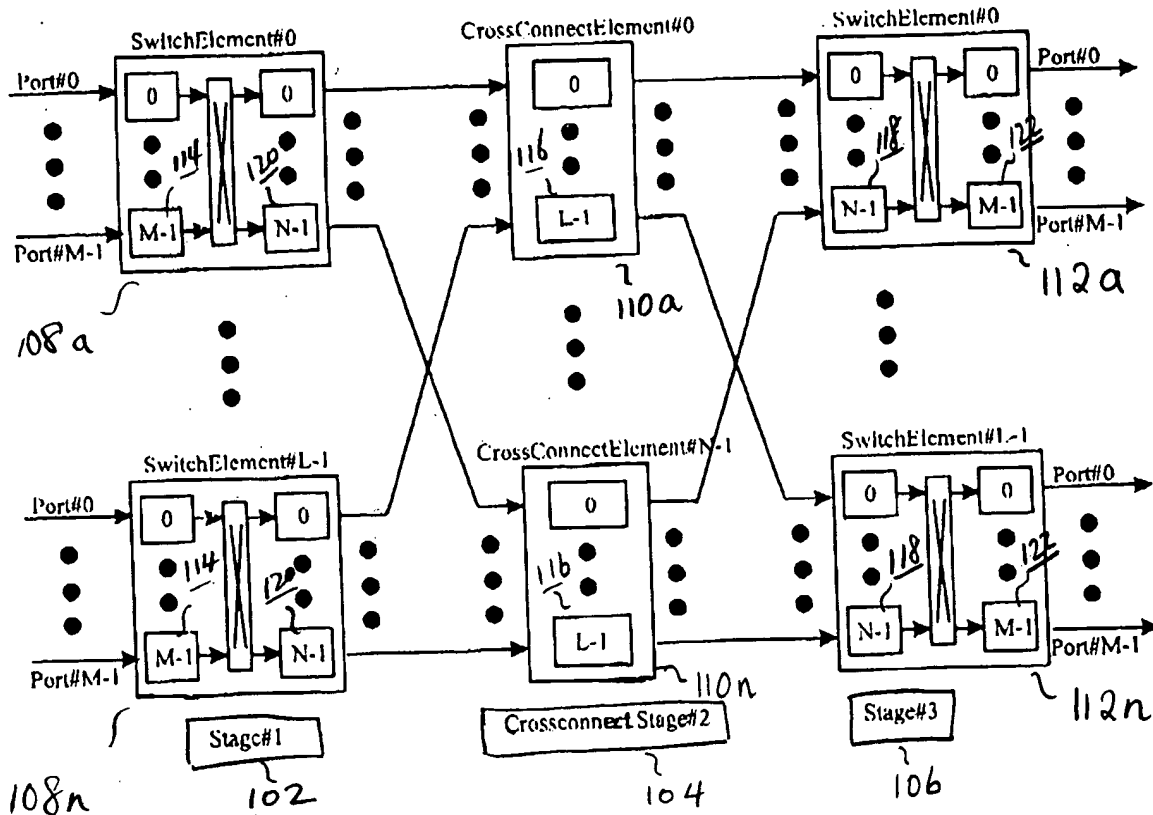 SwitchElement#0
CrossConnectElement#0
SwitchElement#0
Port#0
0
0
0
0
0
Port#0
114
120
116
118
122
Port#M-1
M-1
N-1
L-1
N-1
M-1
Port#M-1
108a
110a
112a
SwitchElement#L-1
CrossConnectElement#N-1
SwitchElement#L-1
Port#0
0
0
0
0
0
Port#0
114
120
116
118
122
Port#M-1
M-1
N-1
L-1
N-1
M-1
Port#M-1
110n
112n
Stage#1
Crossconnect Stage#2
Stage#3
108n
102
104
106